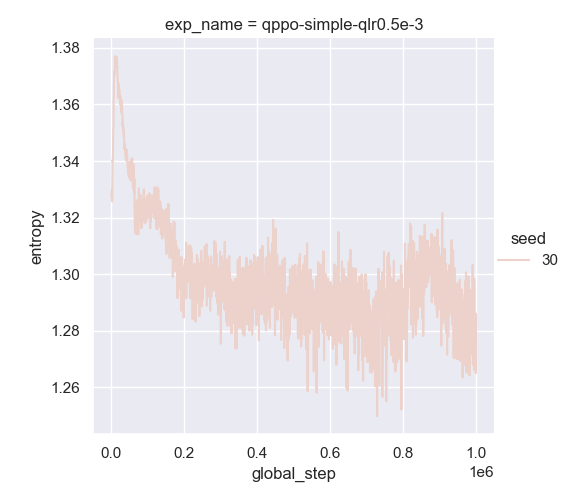 exp_name = qppo-simple-qlr0.5e-3
1.38
1.36
1.34
1.32
1.30
1.28
1.26
entropy
0.0 0.2 0.4 0.6 0.8 1.0
1e6
global_step
seed
30